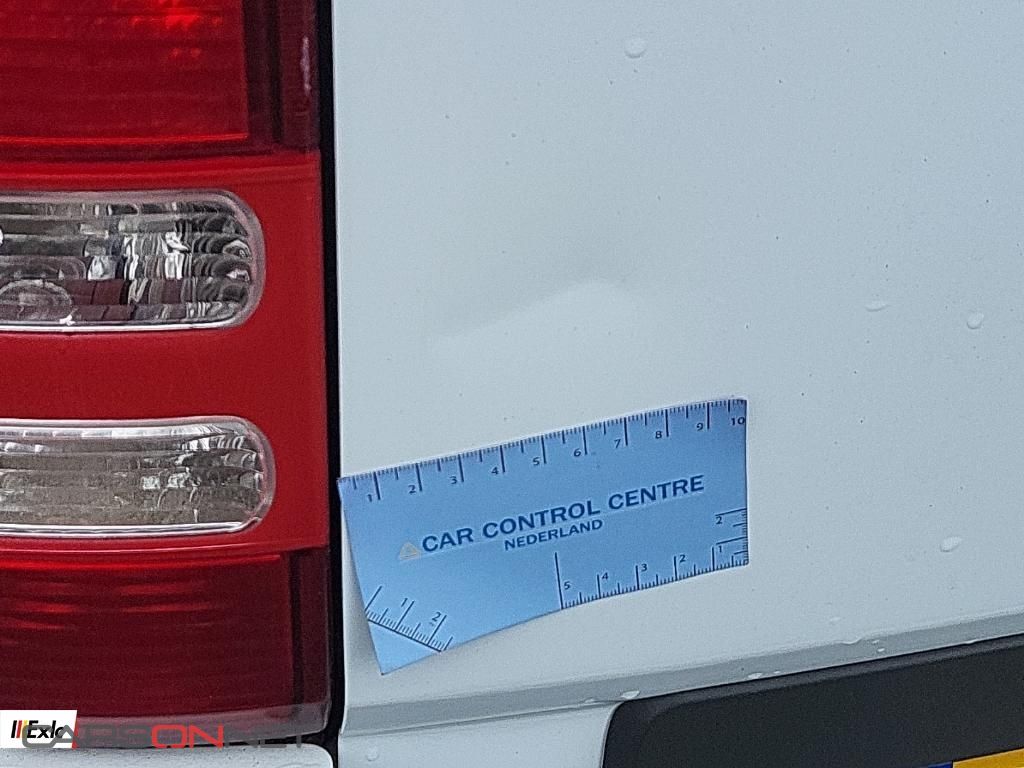 1 2 3 4 5 6 7 8 9 10
CAR CONTROL CENTRE
NEDERLAND
2
1
5 4 3 2 1
1 2
CARSONNET